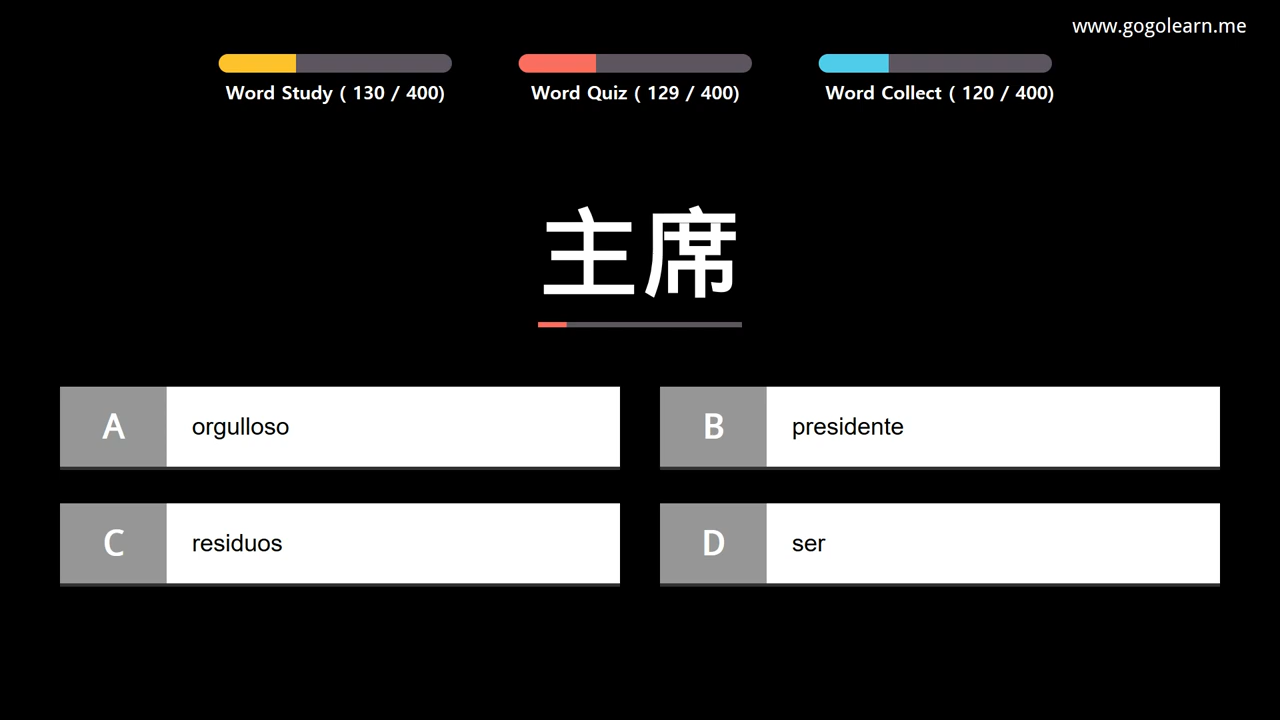 www.gogolearn.me
Word Study ( 130 / 400)
Word Quiz ( 129 / 400)
Word Collect ( 120 / 400)
主席
A orgulloso
B presidente
C residuos
D ser